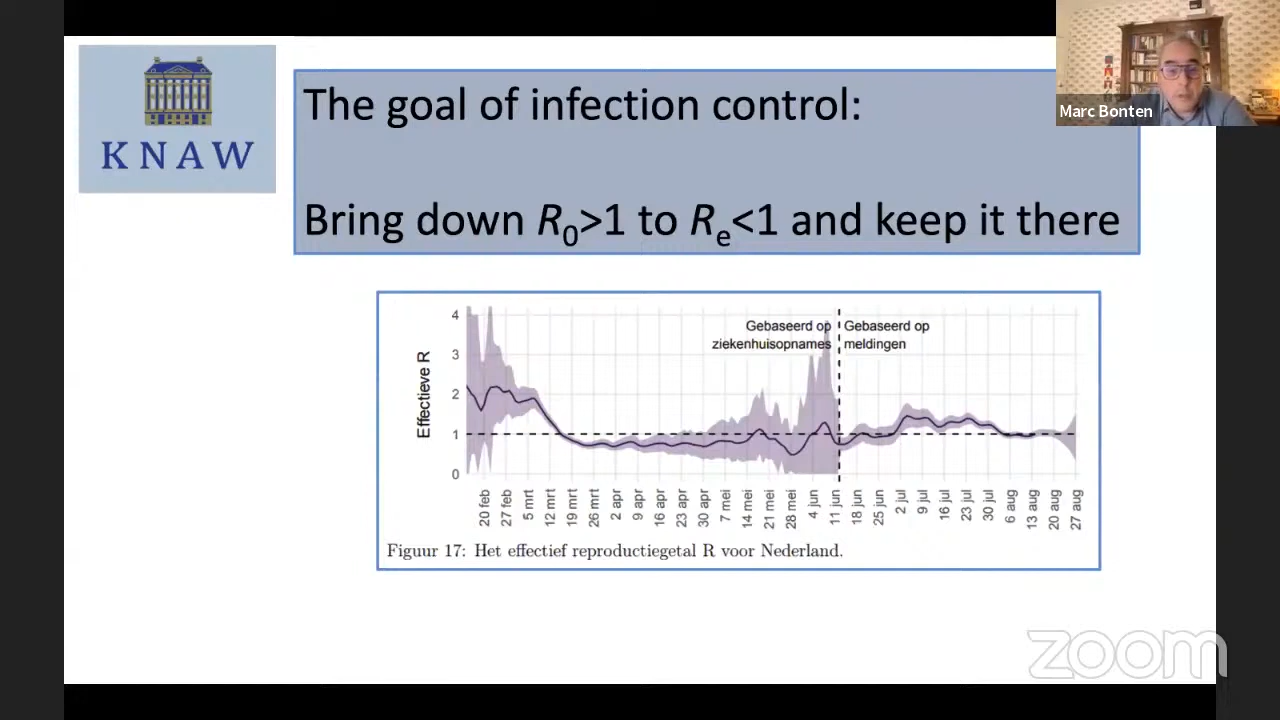 KNAW
The goal of infection control:
Bring down R0>1 to Re<1 and keep it there
Marc Bonten
Effectieve R
4
3
2
1
0
Gebaseerd op
ziekenhuisopnames
Gebaseerd op
meldingen
20 feb
27 feb
5 mrt
12 mrt
19 mrt
26 mrt
2 apr
9 apr
16 apr
23 apr
30 apr
7 mei
14 mei
21 mei
28 mei
4 jun
11 jun
18 jun
25 jun
2 jul
9 jul
16 jul
23 jul
30 jul
6 aug
13 aug
20 aug
27 aug
Figuur 17: Het effectief reproductiegetal R voor Nederland.
zoom